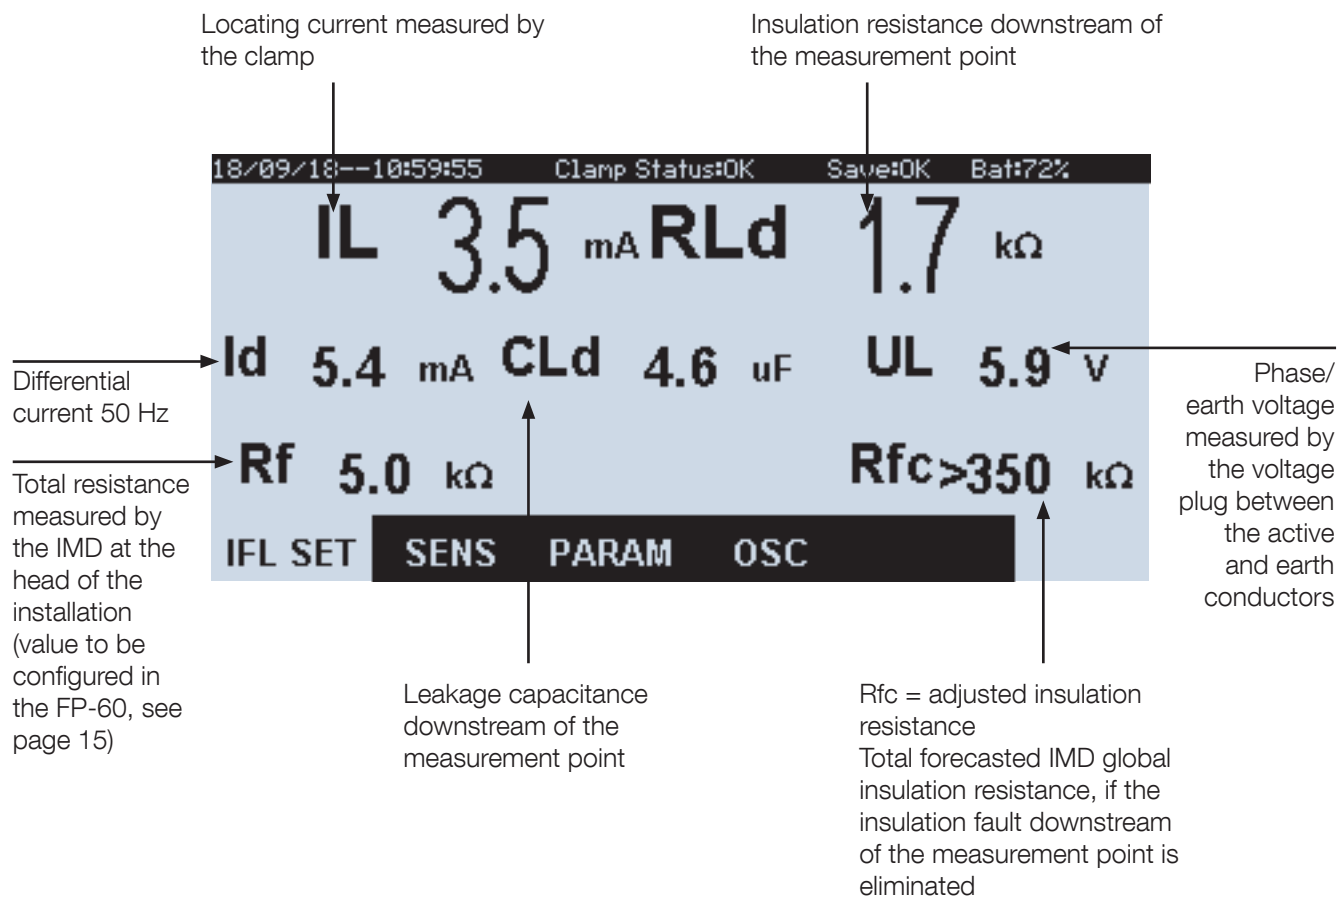 Locating current measured by
the clamp
Insulation resistance downstream of
the measurement point
18/09/18--10:59:55 Clamp Status:OK Save:OK Bat:72%
IL 3.5 mA RLd 1.7 kΩ
Id 5.4 mA CLd 4.6 uF UL 5.9 V
Rf 5.0 kΩ Rfc >350 kΩ
IFL SET SENS PARAM OSC
Differential
current 50 Hz
Total resistance
measured by
the IMD at the
head of the
installation
(value to be
configured in
the FP-60, see
page 15)
Phase/
earth voltage
measured by
the voltage
plug between
the active
and earth
conductors
Leakage capacitance
downstream of the
measurement point
Rfc = adjusted insulation
resistance
Total forecasted IMD global
insulation resistance, if the
insulation fault downstream
of the measurement point is
eliminated